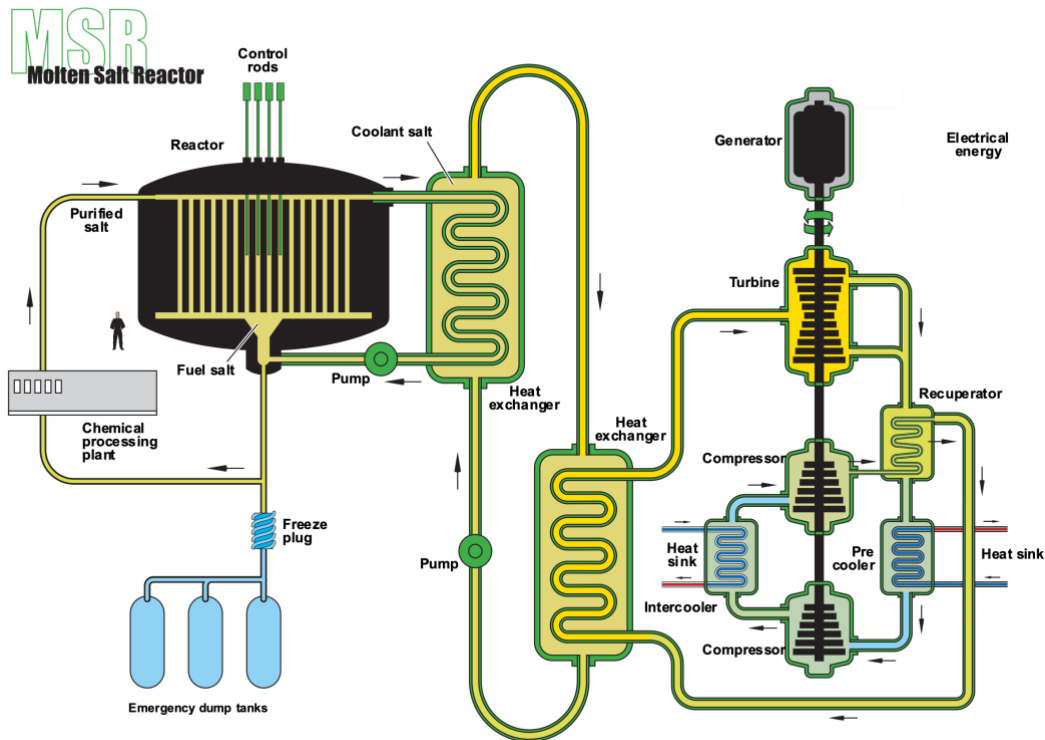 MSR
Molten Salt Reactor
Control
rods
Coolant salt
Reactor
Generator
Electrical
energy
Purified
salt
Turbine
Fuel salt
Pump
Heat
exchanger
Recuperator
Chemical
processing
plant
Heat
exchanger
Compressor
Freeze
plug
Pump
Heat
sink
Pre
cooler
Heat sink
Intercooler
Compressor
Emergency dump tanks